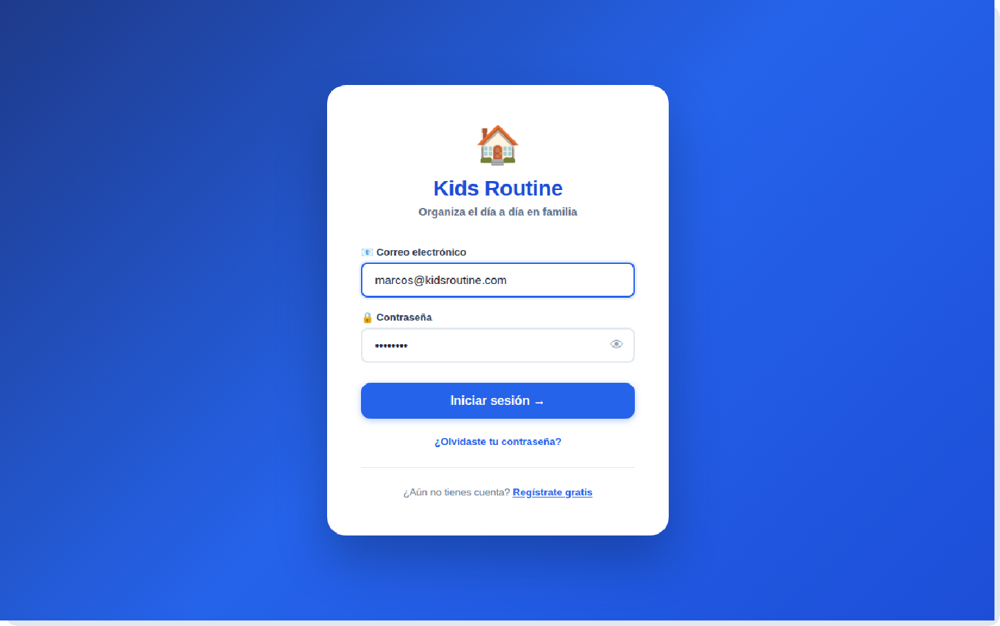 Kids Routine
Organiza el día a día en familia
Correo electrónico
marcos@kidsroutine.com
Contraseña
••••••••
Iniciar sesión →
¿Olvidaste tu contraseña?
¿Aún no tienes cuenta? Regístrate gratis